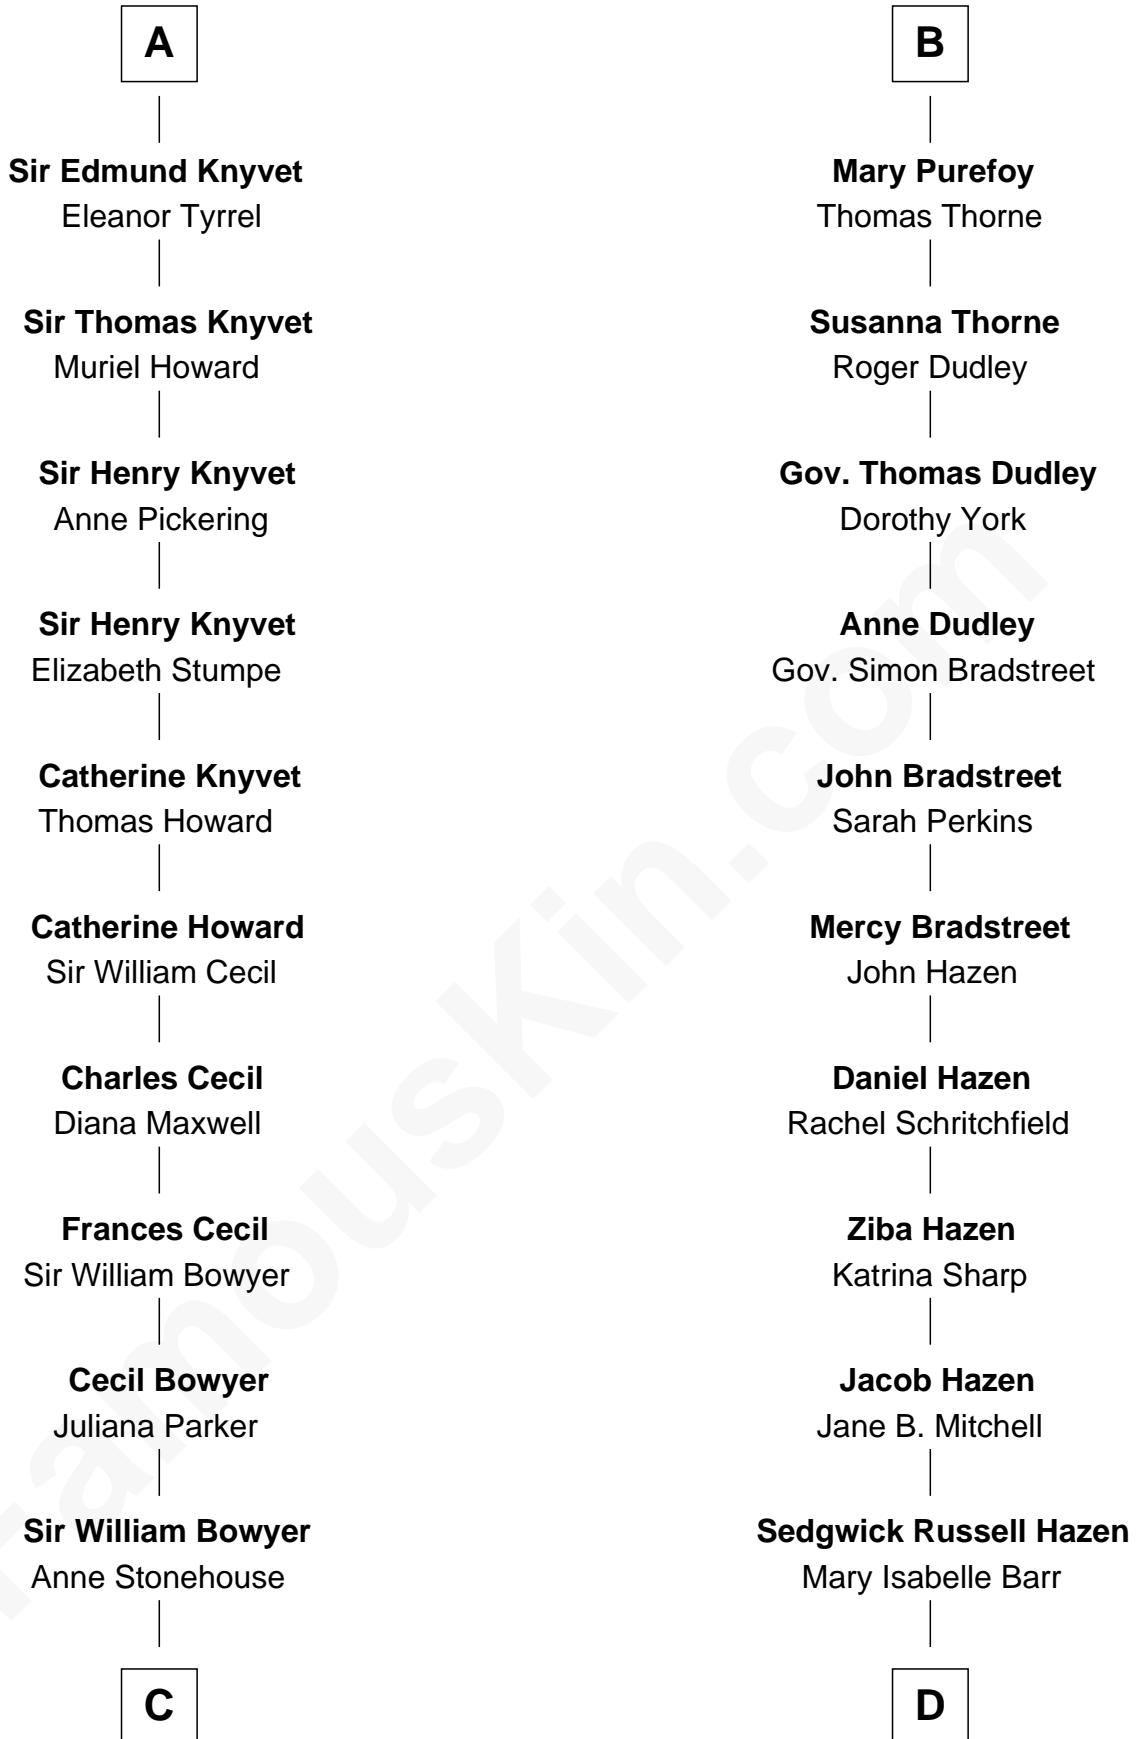 A
Sir Edmund Knyvet
Eleanor Tyrrel
Sir Thomas Knyvet
Muriel Howard
Sir Henry Knyvet
Anne Pickering
Sir Henry Knyvet
Elizabeth Stumpe
Catherine Knyvet
Thomas Howard
Catherine Howard
Sir William Cecil
Charles Cecil
Diana Maxwell
Frances Cecil
Sir William Bowyer
Cecil Bowyer
Juliana Parker
Sir William Bowyer
Anne Stonehouse
C
B
Mary Purefoy
Thomas Thorne
Susanna Thorne
Roger Dudley
Gov. Thomas Dudley
Dorothy York
Anne Dudley
Gov. Simon Bradstreet
John Bradstreet
Sarah Perkins
Mercy Bradstreet
John Hazen
Daniel Hazen
Rachel Schritchfield
Ziba Hazen
Katrina Sharp
Jacob Hazen
Jane B. Mitchell
Sedgwick Russell Hazen
Mary Isabelle Barr
D
FamousKin.com